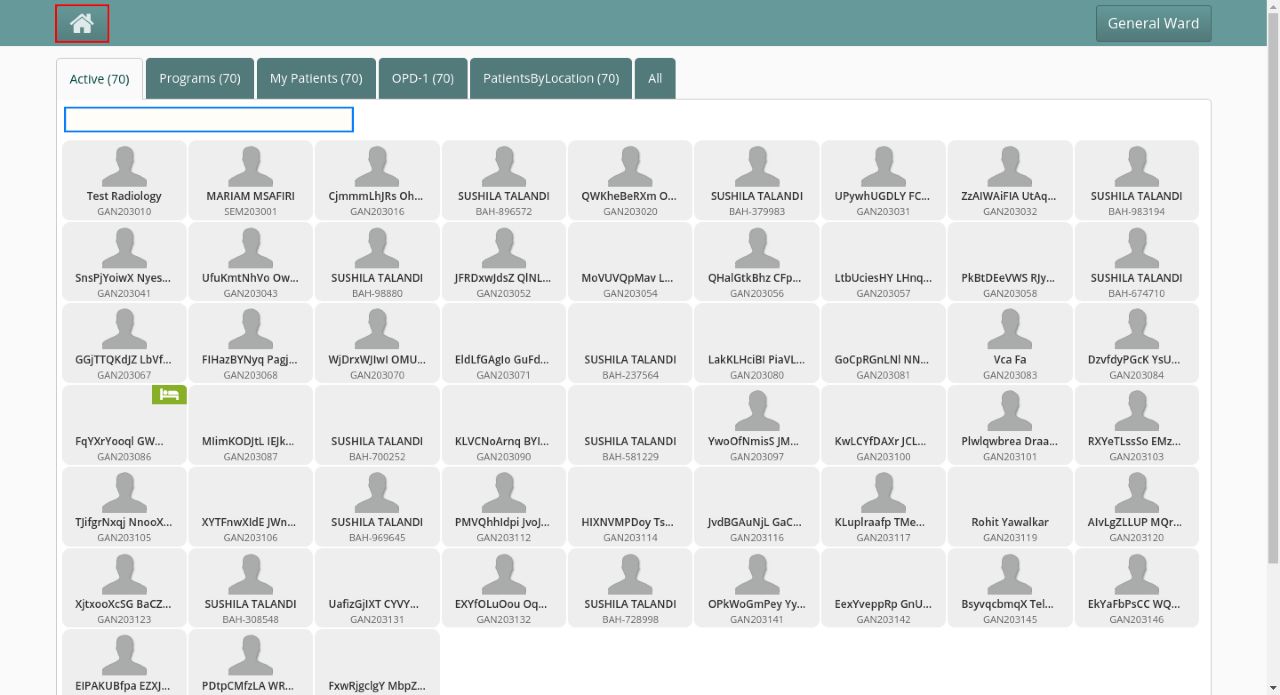 General Ward
Active (70)
Programs (70)
My Patients (70)
OPD-1 (70)
PatientsByLocation (70)
All
Test Radiology
GAN203010
MARIAM MSAFIRI
SEM203001
CjmmmLhJRs Oh...
GAN203016
SUSHILA TALANDI
BAH-896572
QWKheBeRXm O...
GAN203020
SUSHILA TALANDI
BAH-379983
UPywhUGDLY FC...
GAN203031
ZzAIWAiFIA UtAq...
GAN203032
SUSHILA TALANDI
BAH-983194
SnsPjYoiwX Nyes...
GAN203041
UfuKmtNhVo Ow...
GAN203043
SUSHILA TALANDI
BAH-98880
JFRDxwJdsZ QlNL...
GAN203052
MoVUVQpMav L...
GAN203054
QHalGtkBhz CFp...
GAN203056
LtbUciesHY LHnq...
GAN203057
PkBtDEeVWS RJy...
GAN203058
SUSHILA TALANDI
BAH-674710
GGjTTQKdJZ LbVf...
GAN203067
FIHazBYNyq Pagj...
GAN203068
WjDrxWJIwI OMU...
GAN203070
EldLfGAgIo GuFd...
GAN203071
SUSHILA TALANDI
BAH-237564
LakKLHciBI PiaVL...
GAN203080
GoCpRGnLNl NN...
GAN203081
Vca Fa
GAN203083
DzvfdyPGcK YsU...
GAN203084
FqYXrYooql GW...
GAN203086
MlimKODJtL IEJk...
GAN203087
SUSHILA TALANDI
BAH-700252
KLVCNoArnq BYI...
GAN203090
SUSHILA TALANDI
BAH-581229
YwoOfNmisS JM...
GAN203097
KwLCYfDAXr JCL...
GAN203100
Plwlqwbrea Draa...
GAN203101
RXYeTLssSo EMz...
GAN203103
TJifgrNxqj NnooX...
GAN203105
XYTFnwXIdE JWn...
GAN203106
SUSHILA TALANDI
BAH-969645
PMVQhhIdpi JvoJ...
GAN203112
HIXNVMPDoy Ts...
GAN203114
JvdBGAuNjL GaC...
GAN203116
KLuplraafp TMe...
GAN203117
Rohit Yawalkar
GAN203119
AIvLgZLLUP MQr...
GAN203120
XjtxooXcSG BaCZ...
GAN203123
SUSHILA TALANDI
BAH-308548
UafizGjIXT CYVY...
GAN203131
EXYfOLuOou Oq...
GAN203132
SUSHILA TALANDI
BAH-728998
OPkWoGmPey Yy...
GAN203141
EexYveppRp GnU...
GAN203142
BsyvqcbmqX Tel...
GAN203145
EkYaFbPsCC WQ...
GAN203146
EIPAKUBfpa EZXJ...
PDtpCMfzLA WR...
FxwRjgclgY MbpZ...